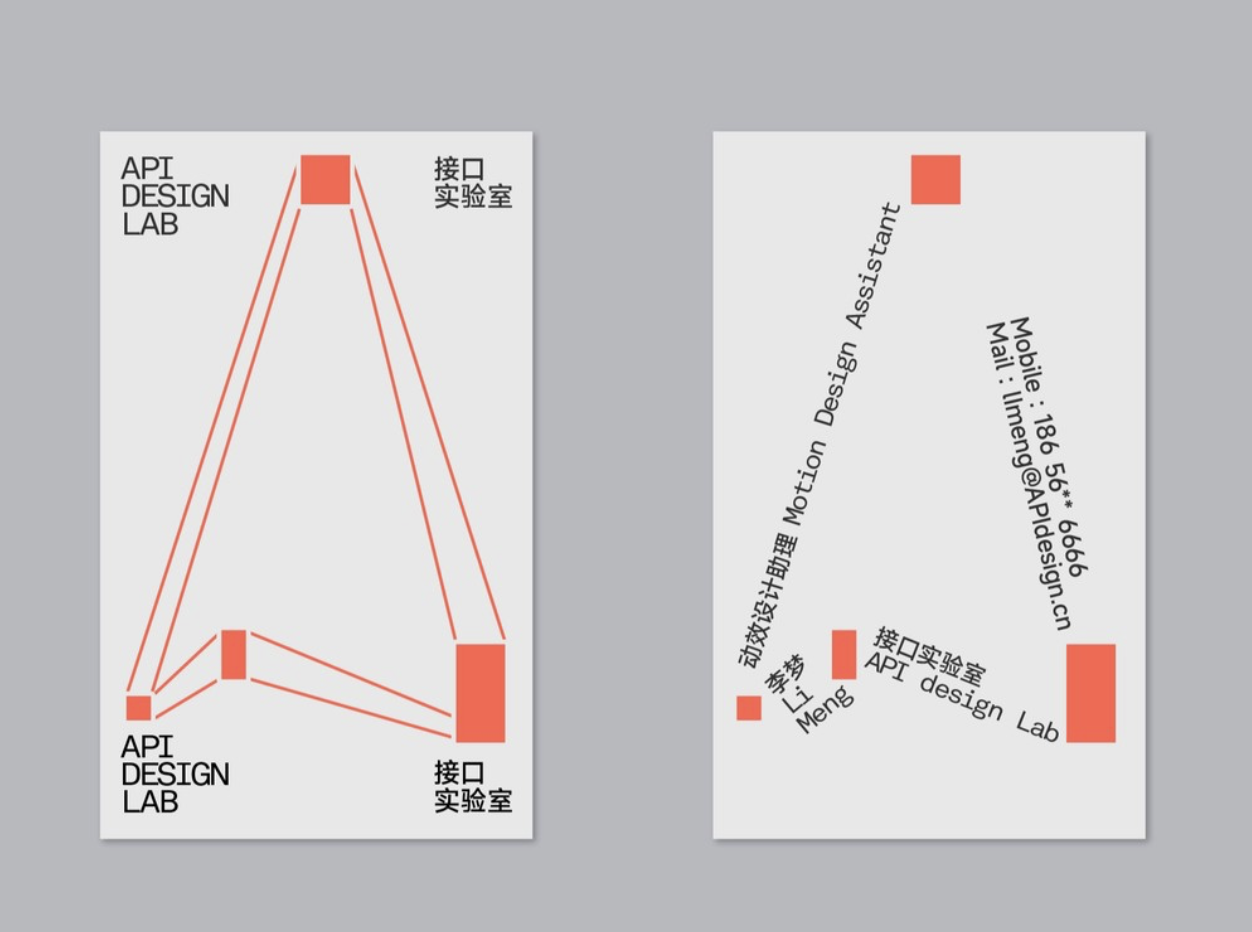 API
DESIGN
LAB
接口
实验室
API
DESIGN
LAB
接口
实验室
动效设计助理 Motion Design Assistant
Mobile : 186 56** 6666
Mail : llmeng@APIdesign.cn
李梦
Li
Meng
接口实验室
API design Lab